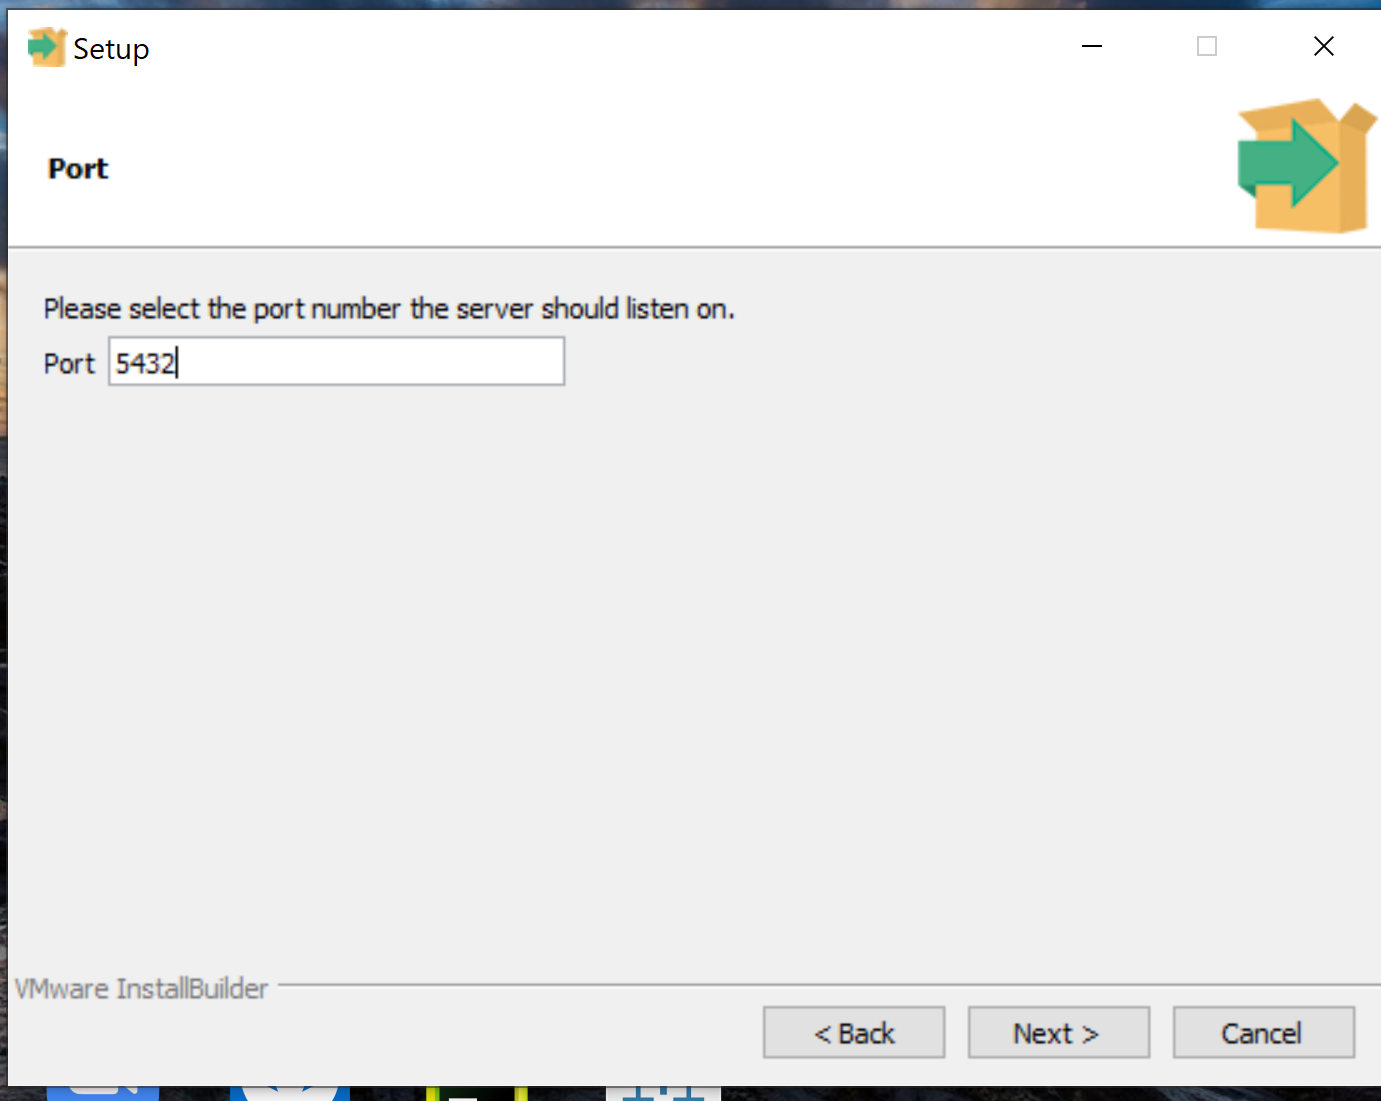 Setup
Port
Please select the port number the server should listen on.
Port 5432
VMware InstallBuilder
< Back Next > Cancel